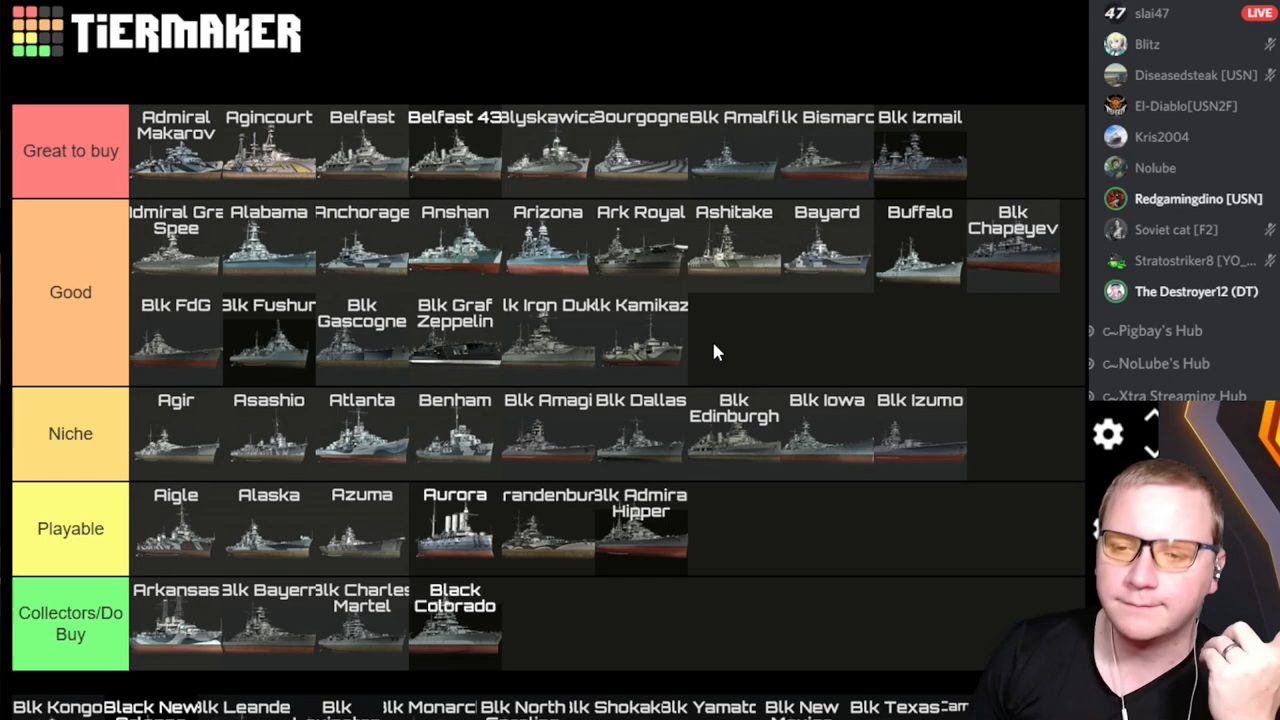 TiERMAKER
Great to buy
Admiral Makarov
Agincourt
Belfast
Belfast 43
Blyskawica
Bourgogne
Blk Amalfi
lk Bismarc
Blk Izmail
Good
dmiral Gra Spee
Alabama
Anchorage
Anshan
Arizona
Ark Royal
Ashitake
Bayard
Buffalo
Blk Chapeyev
Blk FdG
Blk Fushun
Blk Gascogne
Blk Graf Zeppelin
lk Iron Duk
lk Kamikaz
Niche
Agir
Asashio
Atlanta
Benham
Blk Amagi
Blk Dallas
Blk Edinburgh
Blk Iowa
Blk Izumo
Playable
Aigle
Alaska
Azuma
Aurora
randenbur
Blk Admira Hipper
Collectors/Do Buy
Arkansas
Blk Bayern
Blk Charles Martel
Black Colorado
Blk Kongo
Black New
Blk Leande
Blk
lk Monarc
Blk North
lk Shokak
Blk Yamato
Blk New
Blk Texas
47 slai47
LIVE
Blitz
Diseasedsteak [USN]
El-Diablo[USN2F]
Kris2004
Nolube
Redgamingdino [USN]
Soviet cat [F2]
Stratostriker8 [YO_...
The Destroyer12 (DT)
Pigbay's Hub
NoLube's Hub
Xtra Streaming Hub